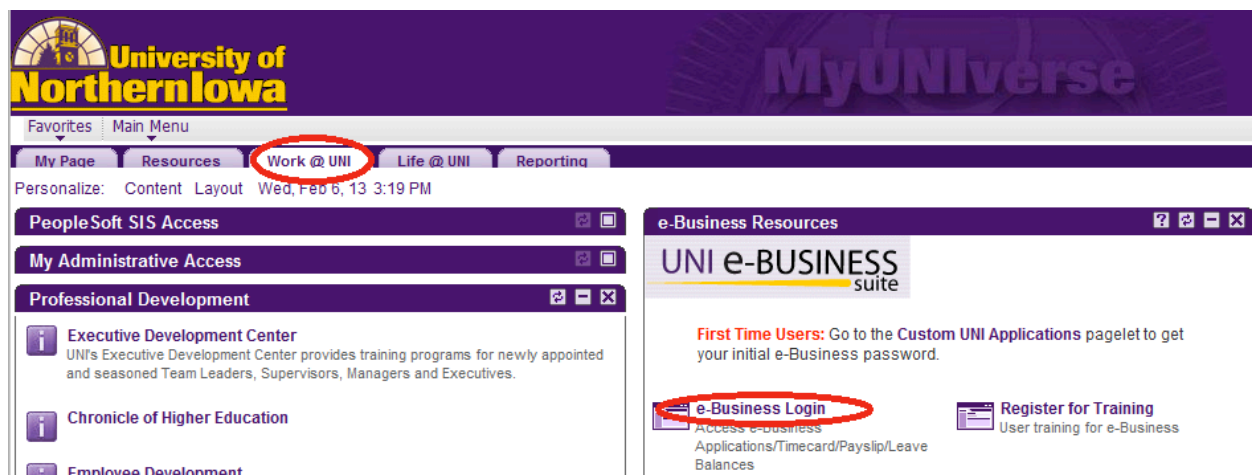 University of
Northern Iowa
MyUNIverse
Favorites Main Menu
My Page Resources Work @ UNI Life @ UNI Reporting
Personalize: Content Layout Wed, Feb 6, 13 3:19 PM
PeopleSoft SIS Access
My Administrative Access
Professional Development
Executive Development Center
UNI's Executive Development Center provides training programs for newly appointed
and seasoned Team Leaders, Supervisors, Managers and Executives.
Chronicle of Higher Education
Employee Development
e-Business Resources
UNI e-BUSINESS
suite
First Time Users: Go to the Custom UNI Applications pagelet to get
your initial e-Business password.
e-Business Login
Access e-Business
Applications/Timecard/Payslip/Leave
Balances
Register for Training
User training for e-Business